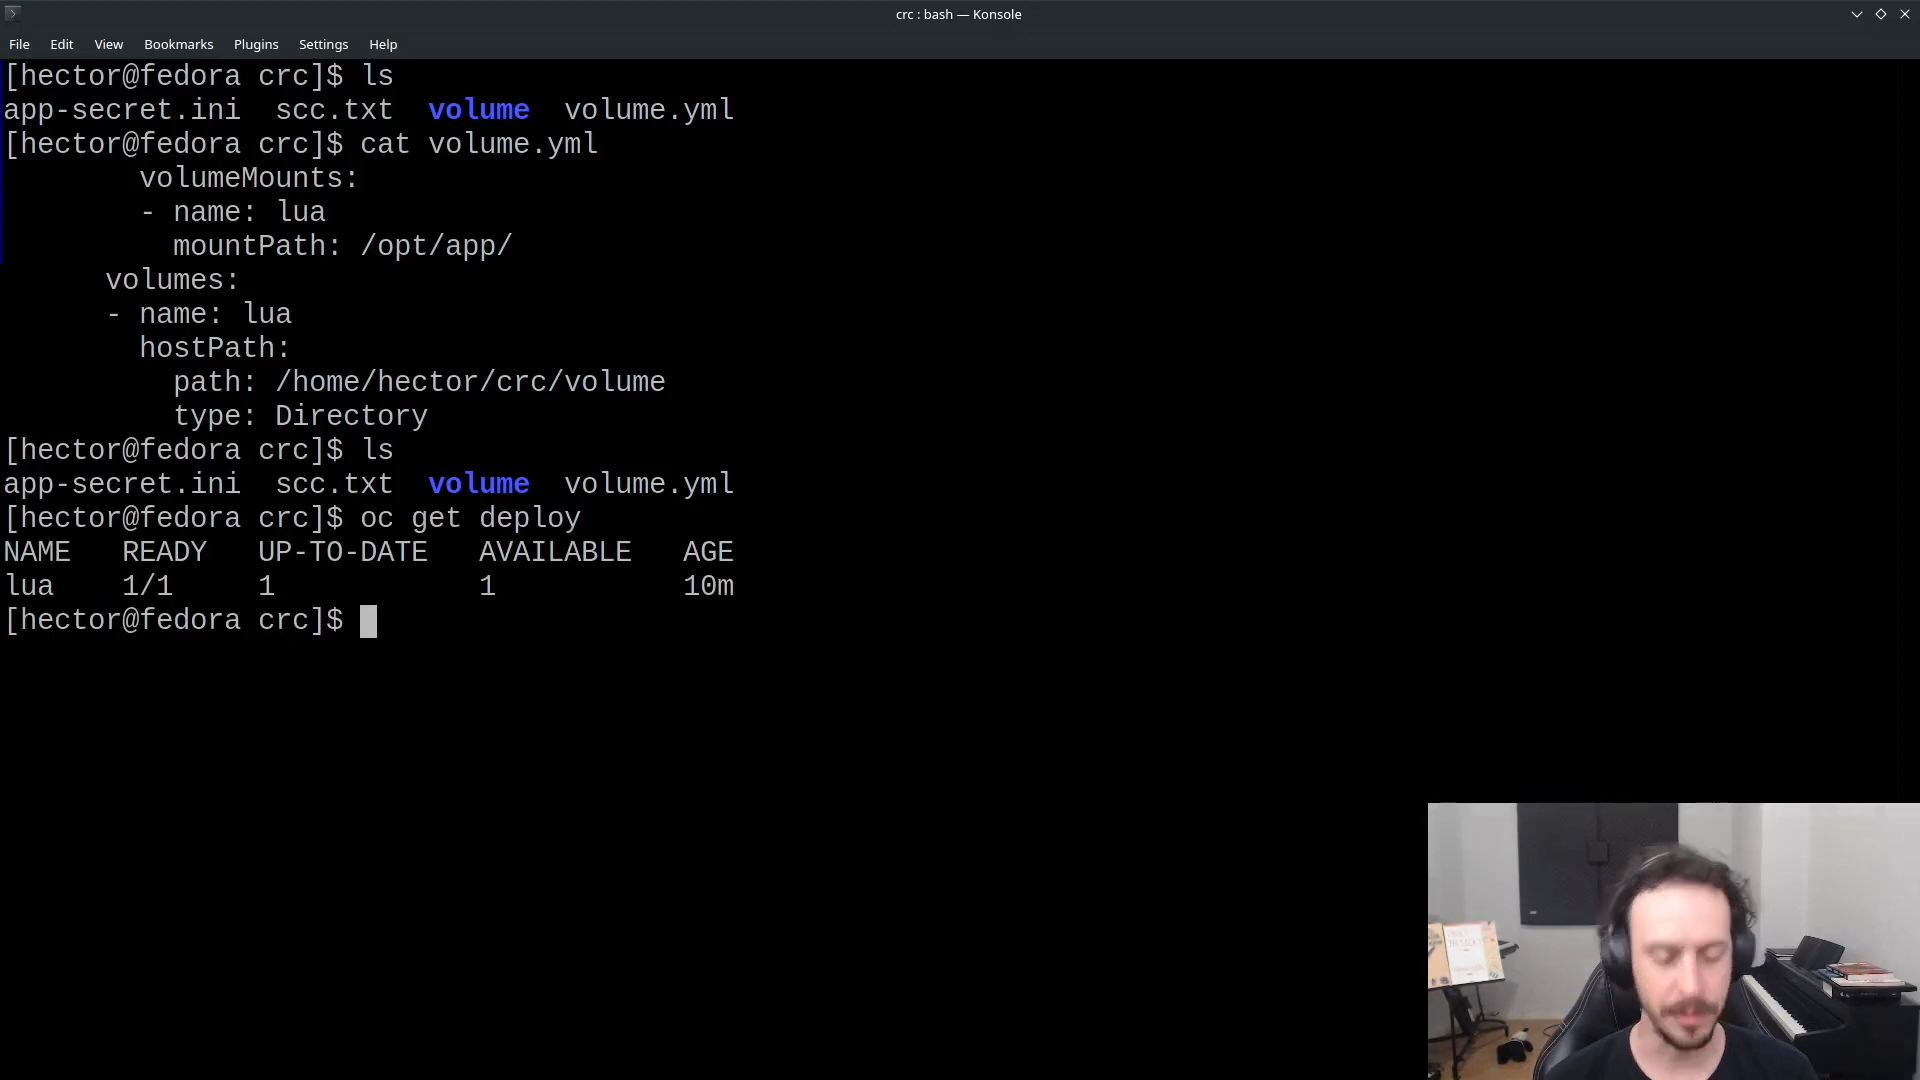 crc : bash — Konsole
File Edit View Bookmarks Plugins Settings Help
[hector@fedora crc]$ ls
app-secret.ini  scc.txt  volume  volume.yml
[hector@fedora crc]$ cat volume.yml
        volumeMounts:
        - name: lua
          mountPath: /opt/app/
      volumes:
      - name: lua
        hostPath:
          path: /home/hector/crc/volume
          type: Directory
[hector@fedora crc]$ ls
app-secret.ini  scc.txt  volume  volume.yml
[hector@fedora crc]$ oc get deploy
NAME   READY   UP-TO-DATE   AVAILABLE   AGE
lua    1/1     1            1           10m
[hector@fedora crc]$